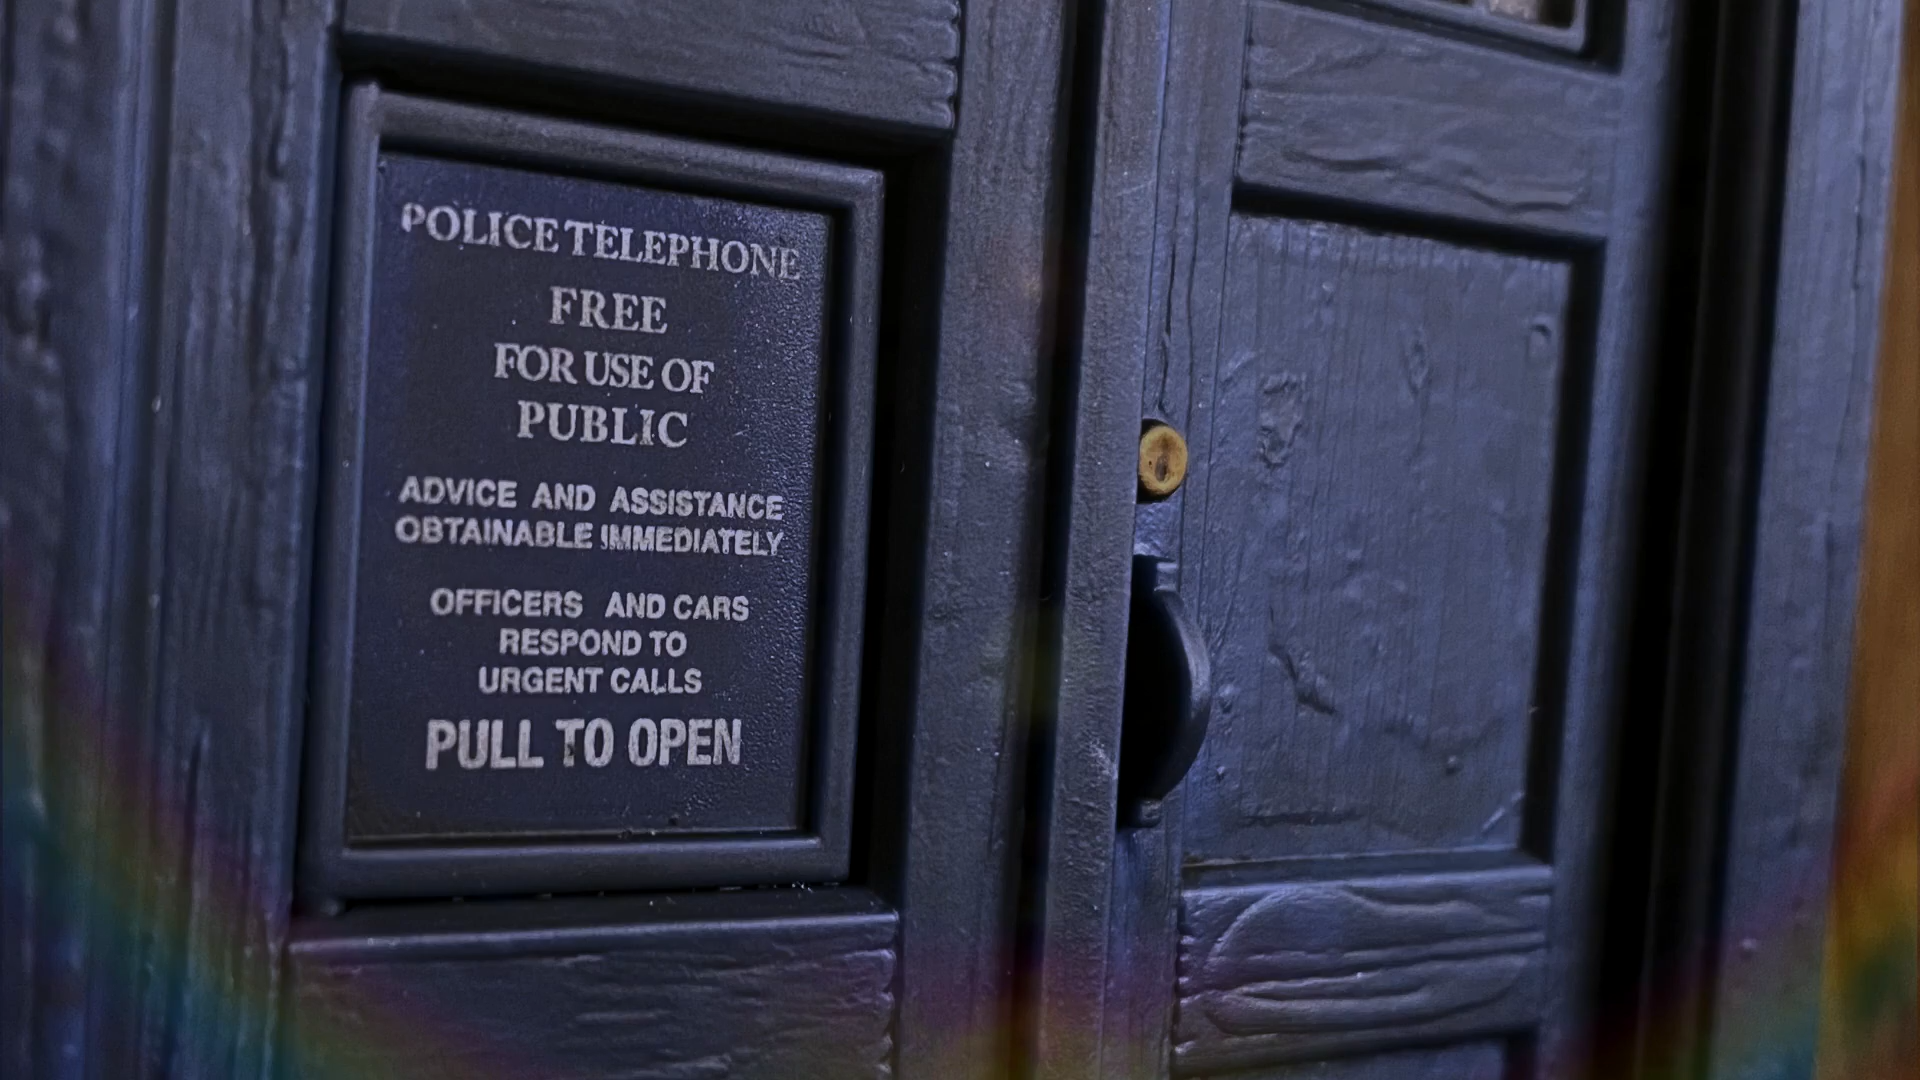 POLICE TELEPHONE
FREE
FOR USE OF
PUBLIC
ADVICE AND ASSISTANCE
OBTAINABLE IMMEDIATELY
OFFICERS AND CARS
RESPOND TO
URGENT CALLS
PULL TO OPEN